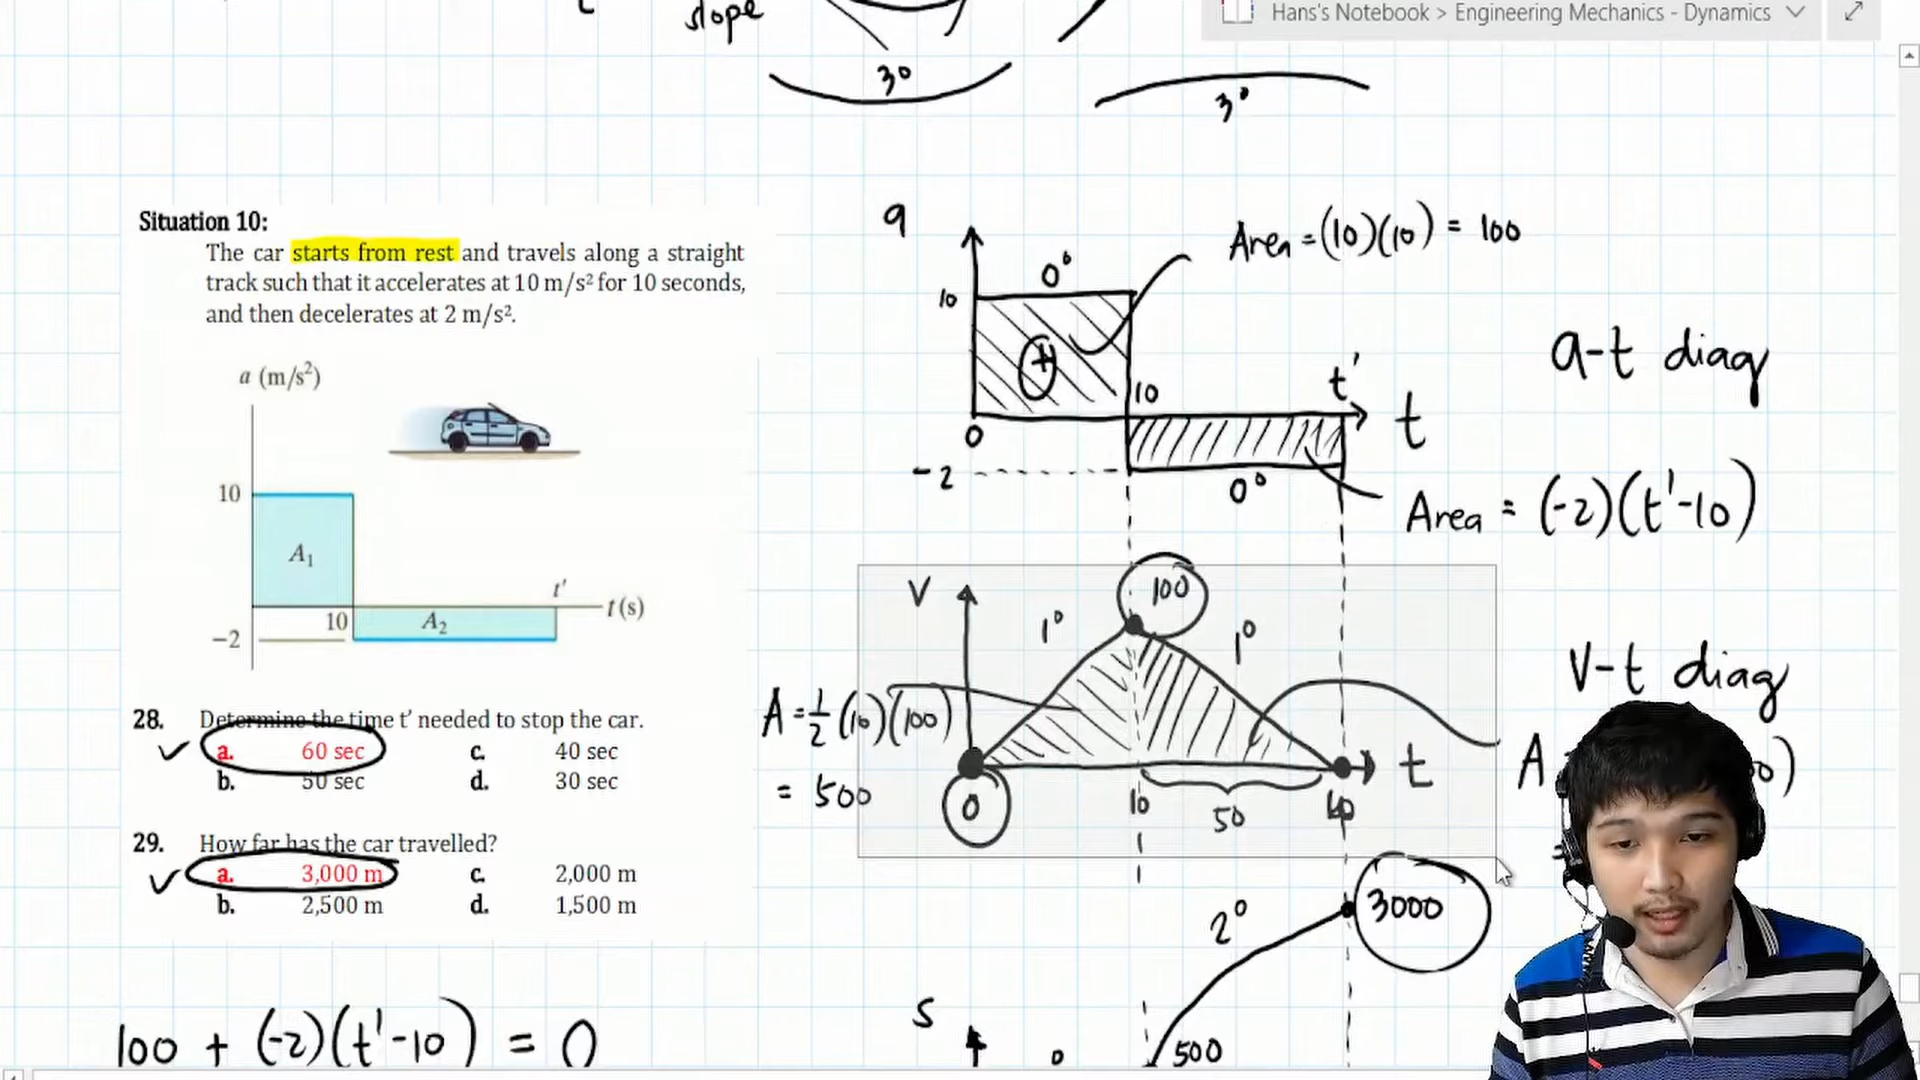 Hans's Notebook > Engineering Mechanics - Dynamics
slope
3°
3°
Situation 10:
The car starts from rest and travels along a straight
track such that it accelerates at 10 m/s² for 10 seconds,
and then decelerates at 2 m/s².
a (m/s²)
10
A₁
t'
t (s)
10
A₂
−2
28. Determine the time t' needed to stop the car.
a. 60 sec c. 40 sec
b. 50 sec d. 30 sec
29. How far has the car travelled?
a. 3,000 m c. 2,000 m
b. 2,500 m d. 1,500 m
100 + (-2)(t'-10) = 0
a
Area = (10)(10) = 100
0°
10
+
10
t'
t
0
-2
0°
a-t diag
Area = (-2)(t'-10)
v
100
1°
1°
v-t diag
A = ½(10)(100)
= 500
0
10
50
60
t
A
3000
2°
s
500